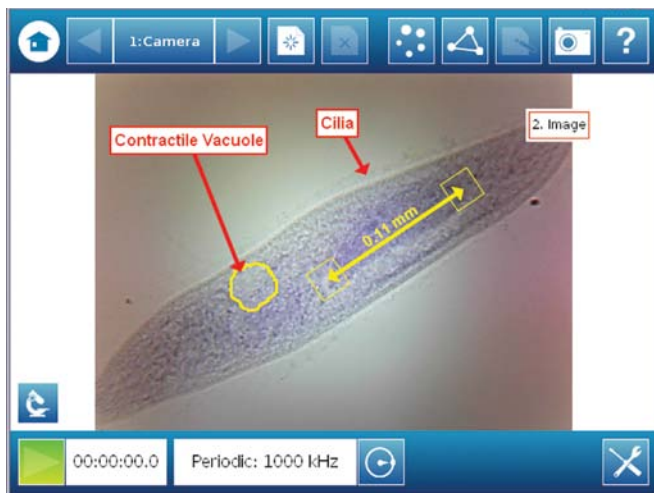 1:Camera
?
Cilia
2. Image
Contractile Vacuole
0.11 mm
00:00:00.0
Periodic: 1000 kHz